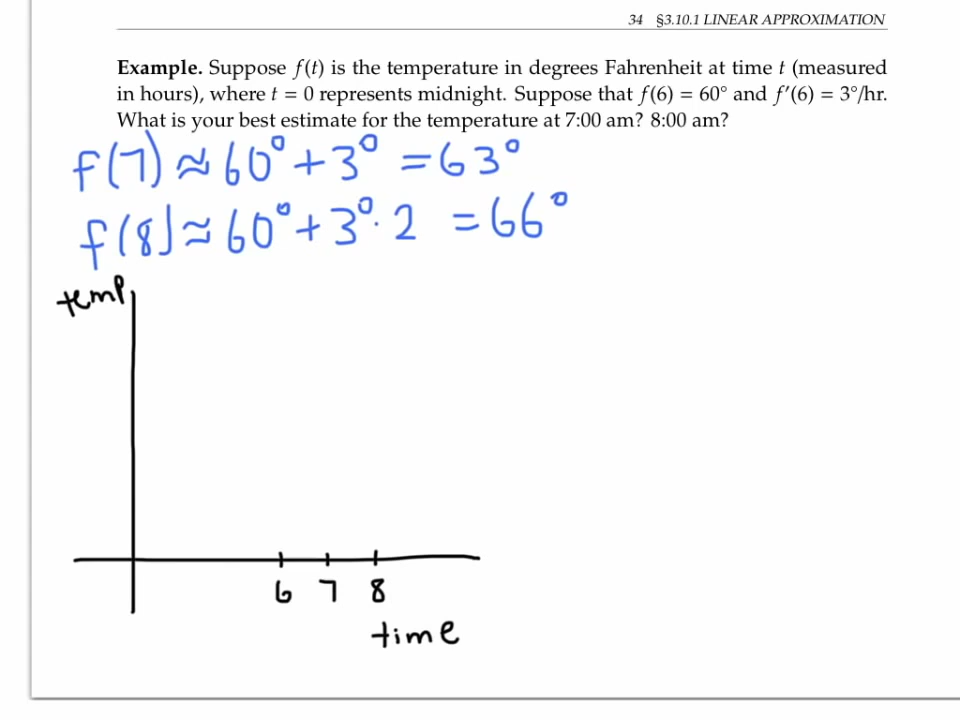 34 §3.10.1 LINEAR APPROXIMATION
Example. Suppose f(t) is the temperature in degrees Fahrenheit at time t (measured
in hours), where t = 0 represents midnight. Suppose that f(6) = 60° and f′(6) = 3°/hr.
What is your best estimate for the temperature at 7:00 am? 8:00 am?
f(7) ≈ 60° + 3° = 63°
f(8) ≈ 60° + 3° · 2 = 66°
temp
6 7 8
time